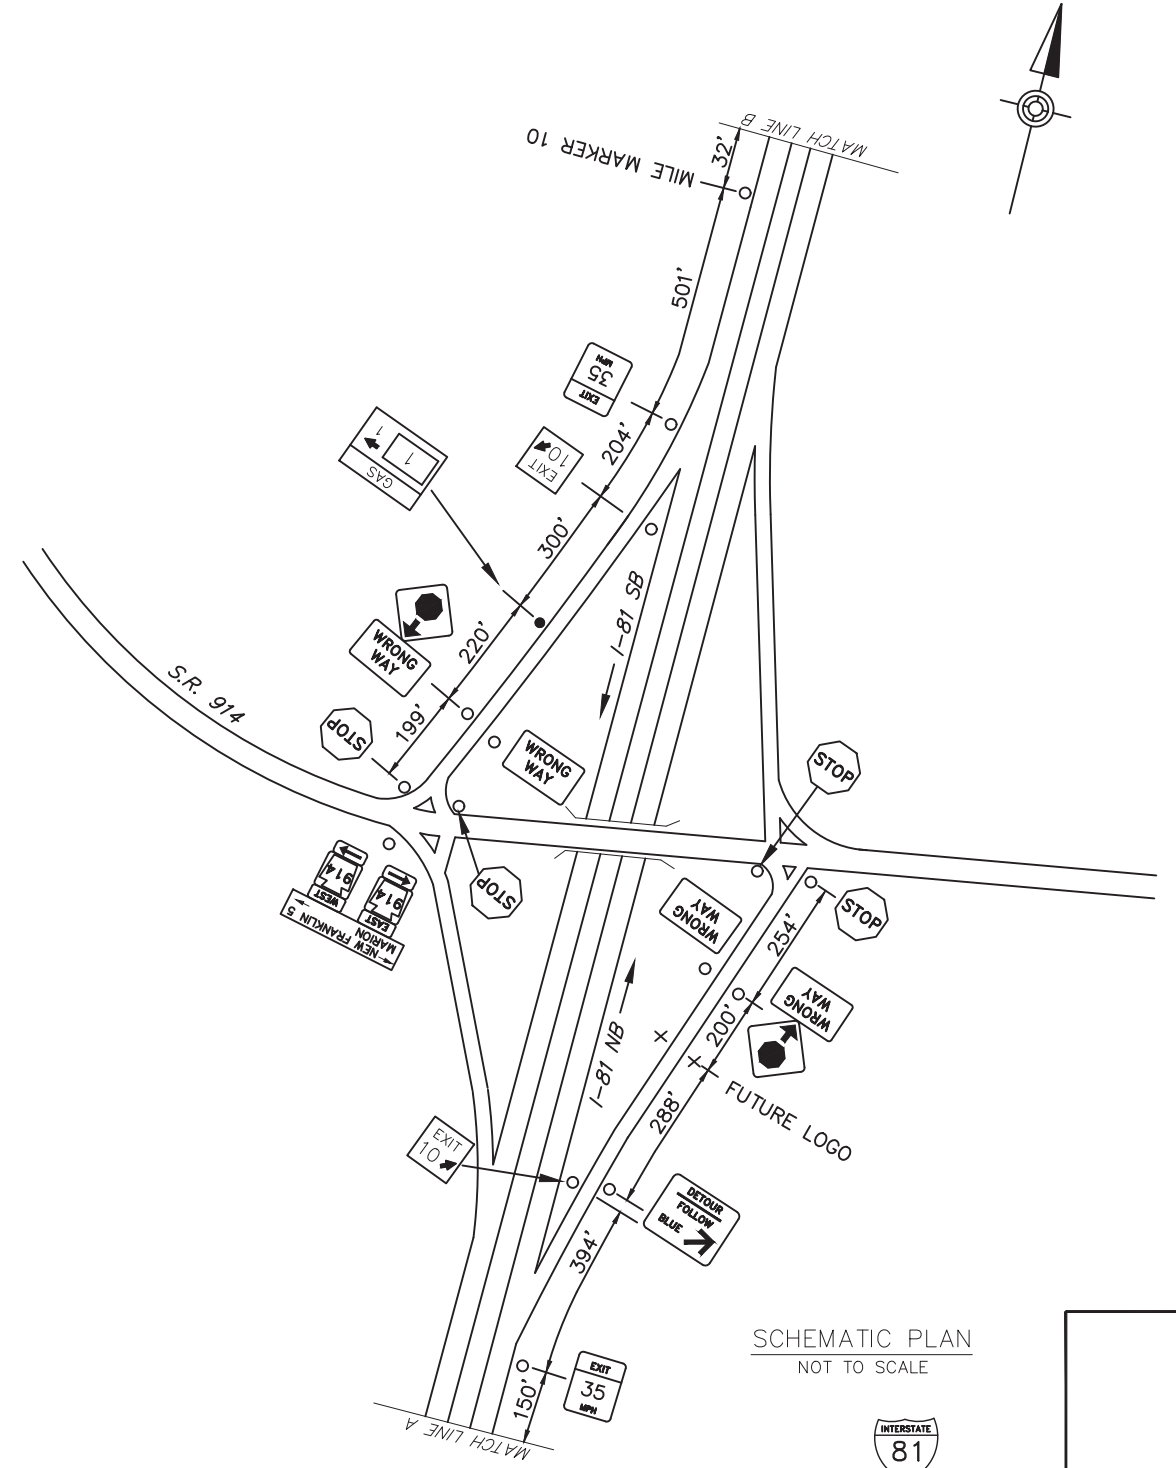 MATCH LINE B
32'
MILE MARKER 10
501'
EXIT
35
MPH
204'
EXIT
10
GAS
1
1
300'
I-81 SB
220'
WRONG
WAY
S.R. 914
199'
STOP
WRONG
WAY
STOP
STOP
914
WEST
914
EAST
NEW FRANKLIN 5
MARION
WRONG
WAY
STOP
254'
WRONG
WAY
200'
I-81 NB
FUTURE LOGO
288'
EXIT
10
DETOUR
FOLLOW
BLUE
394'
EXIT
35
MPH
150'
MATCH LINE A
SCHEMATIC PLAN
NOT TO SCALE
INTERSTATE
81